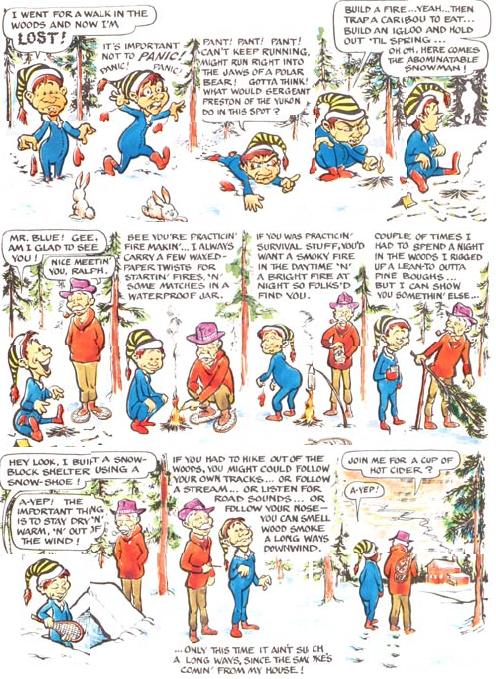 I WENT FOR A WALK IN THE
WOODS AND NOW I'M
LOST!
IT'S IMPORTANT
NOT TO PANIC!
PANIC!
PANIC!
PANT! PANT! PANT!
CAN'T KEEP RUNNING,
MIGHT RUN RIGHT INTO
THE JAWS OF A POLAR
BEAR! GOTTA THINK!
WHAT WOULD SERGEANT
PRESTON OF THE YUKON
DO IN THIS SPOT?
BUILD A FIRE...YEAH...THEN
TRAP A CARIBOU TO EAT...
BUILD AN IGLOO AND HOLD
OUT 'TIL SPRING...
OH OH, HERE COMES
THE ABOMINATABLE
SNOWMAN!
MR. BLUE! GEE,
AM I GLAD TO SEE
YOU!
NICE MEETIN'
YOU, RALPH.
SEE YOU'RE PRACTICIN'
FIRE MAKIN'... I ALWAYS
CARRY A FEW WAXED-
PAPER TWISTS FOR
STARTIN' FIRES, 'N'
SOME MATCHES IN A
WATERPROOF JAR.
IF YOU WAS PRACTICIN'
SURVIVAL STUFF, YOU'D
WANT A SMOKY FIRE
IN THE DAYTIME 'N'
A BRIGHT FIRE AT
NIGHT SO FOLKS'D
FIND YOU.
COUPLE OF TIMES I
HAD TO SPEND A NIGHT
IN THE WOODS I RIGGED
UP A LEAN-TO OUTTA
PINE BOUGHS...
BUT I CAN SHOW
YOU SOMETHIN' ELSE...
HEY LOOK, I BUILT A SNOW-
BLOCK SHELTER USING A
SNOW-SHOE!
A-YEP! THE
IMPORTANT THING
IS TO STAY DRY 'N'
WARM, 'N' OUT OF
THE WIND!
IF YOU HAD TO HIKE OUT OF THE
WOODS, YOU MIGHT COULD FOLLOW
YOUR OWN TRACKS... OR FOLLOW
A STREAM... OR LISTEN FOR
ROAD SOUNDS... OR
FOLLOW YOUR NOSE—
YOU CAN SMELL
WOOD SMOKE
A LONG WAYS
DOWNWIND.
...ONLY THIS TIME IT AIN'T SUCH
A LONG WAYS, SINCE THE SMOKE'S
COMIN' FROM MY HOUSE!
JOIN ME FOR A CUP OF
HOT CIDER?
A-YEP!